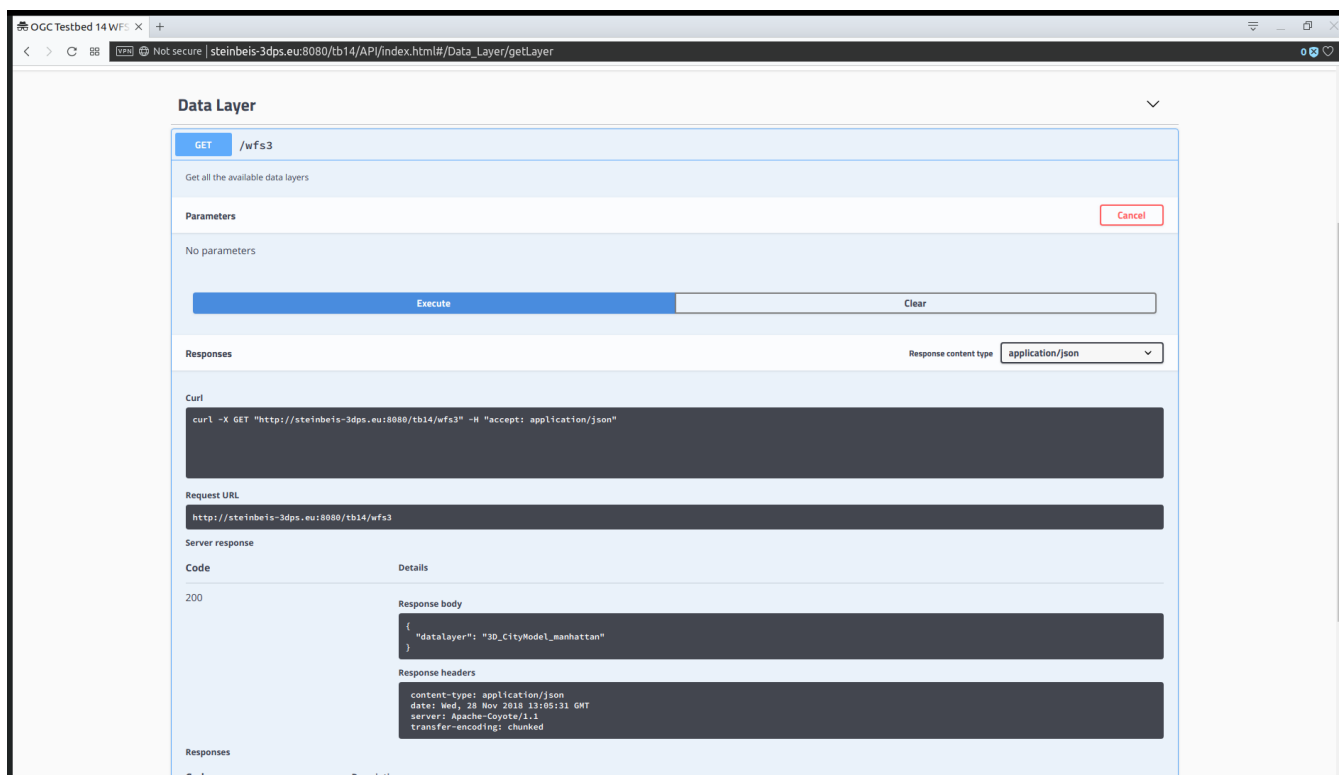 OGC Testbed 14 WFS
VPN Not secure | steinbeis-3dps.eu:8080/tb14/API/index.html#/Data_Layer/getLayer 0
Data Layer
GET /wfs3
Get all the available data layers
Parameters Cancel
No parameters
Execute Clear
Responses Response content type application/json
Curl
curl -X GET "http://steinbeis-3dps.eu:8080/tb14/wfs3" -H "accept: application/json"
Request URL
http://steinbeis-3dps.eu:8080/tb14/wfs3
Server response
Code Details
200
Response body
{
"datalayer": "3D_CityModel_manhattan"
}
Response headers
content-type: application/json
date: Wed, 28 Nov 2018 13:05:31 GMT
server: Apache-Coyote/1.1
transfer-encoding: chunked
Responses